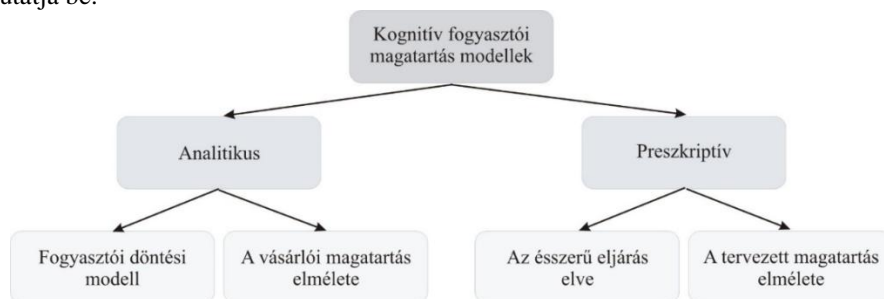 be.
Kognitív fogyasztói
magatartás modellek
Analitikus
Preszkriptív
Fogyasztói döntési
modell
A vásárlói magatartás
elmélete
Az ésszerű eljárás
elve
A tervezett magatartás
elmélete